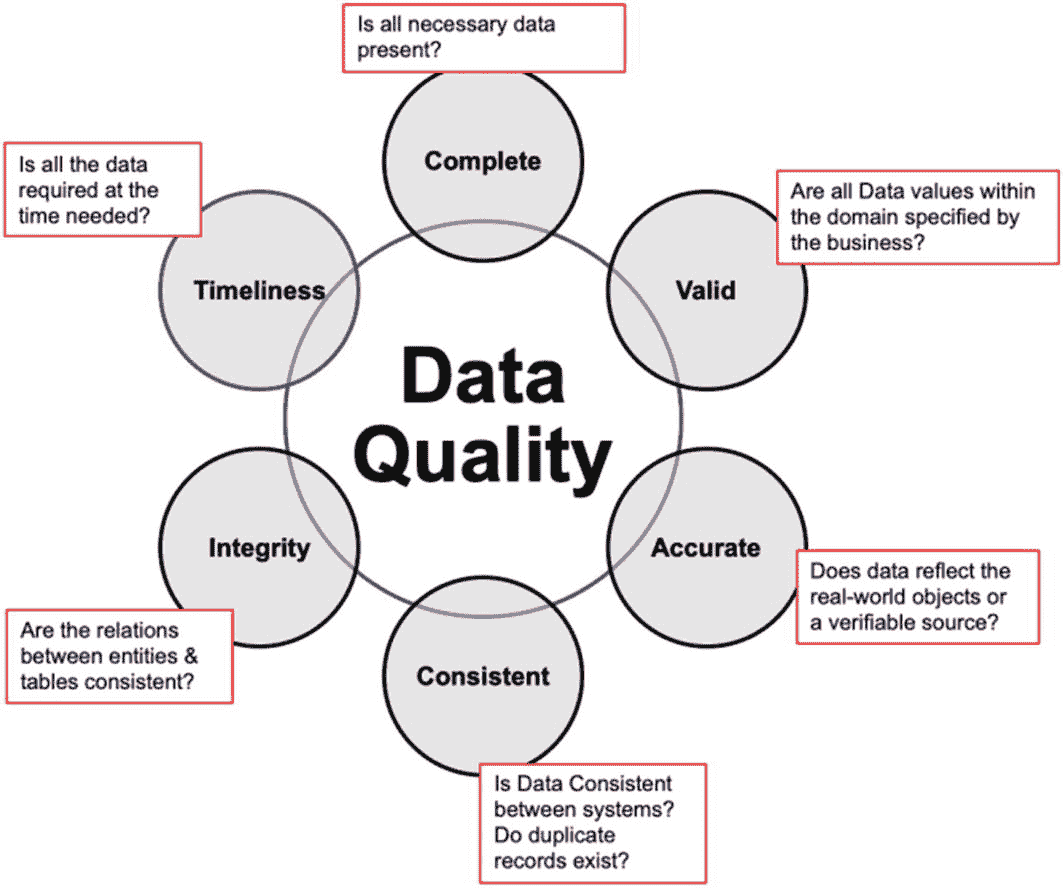 Is all necessary data
present?
Complete
Is all the data
required at the
time needed?
Timeliness
Are all Data values within
the domain specified by
the business?
Valid
Data
Quality
Integrity
Are the relations
between entities &
tables consistent?
Accurate
Does data reflect the
real-world objects or
a verifiable source?
Consistent
Is Data Consistent
between systems?
Do duplicate
records exist?